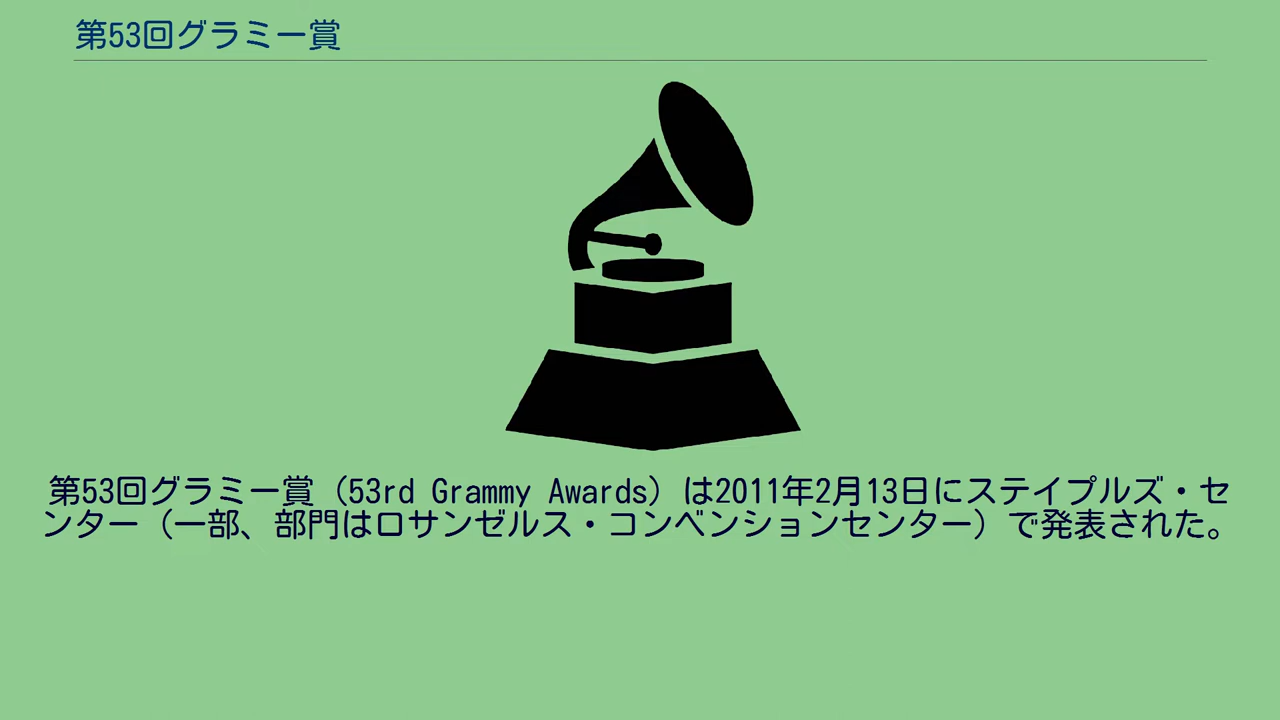 第53回グラミー賞
第53回グラミー賞（53rd Grammy Awards）は2011年2月13日にステイプルズ・セ
ンター（一部、部門はロサンゼルス・コンベンションセンター）で発表された。